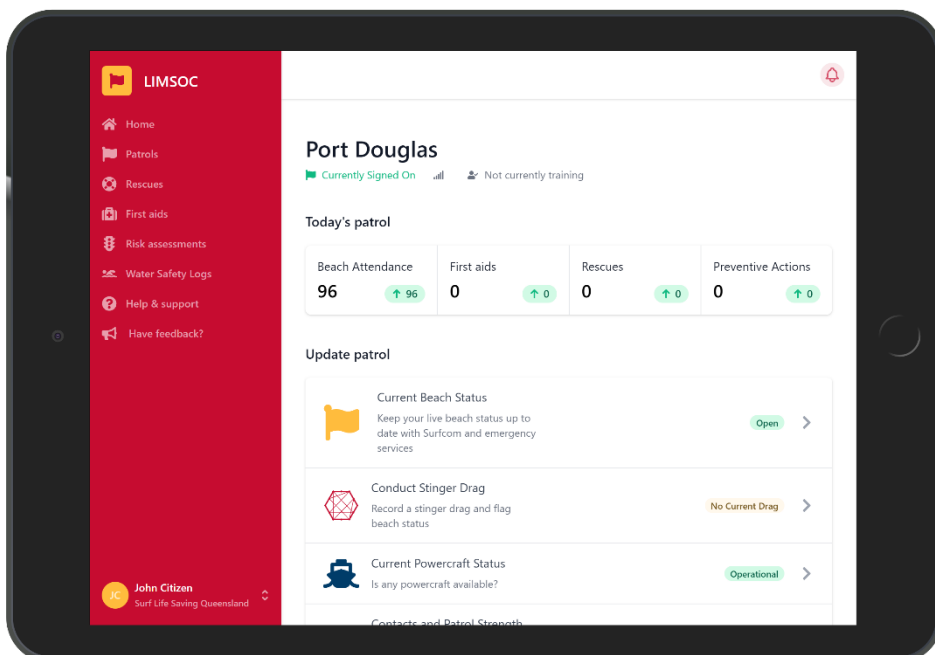 LIMSOC
Home
Patrols
Rescues
First aids
Risk assessments
Water Safety Logs
Help & support
Have feedback?
JC
John Citizen
Surf Life Saving Queensland
Port Douglas
Currently Signed On
Not currently training
Today's patrol
Beach Attendance
96
96
First aids
0
0
Rescues
0
0
Preventive Actions
0
0
Update patrol
Current Beach Status
Keep your live beach status up to
date with Surfcom and emergency
services
Open
Conduct Stinger Drag
Record a stinger drag and flag
beach status
No Current Drag
Current Powercraft Status
Is any powercraft available?
Operational
Contacts and Patrol Strength